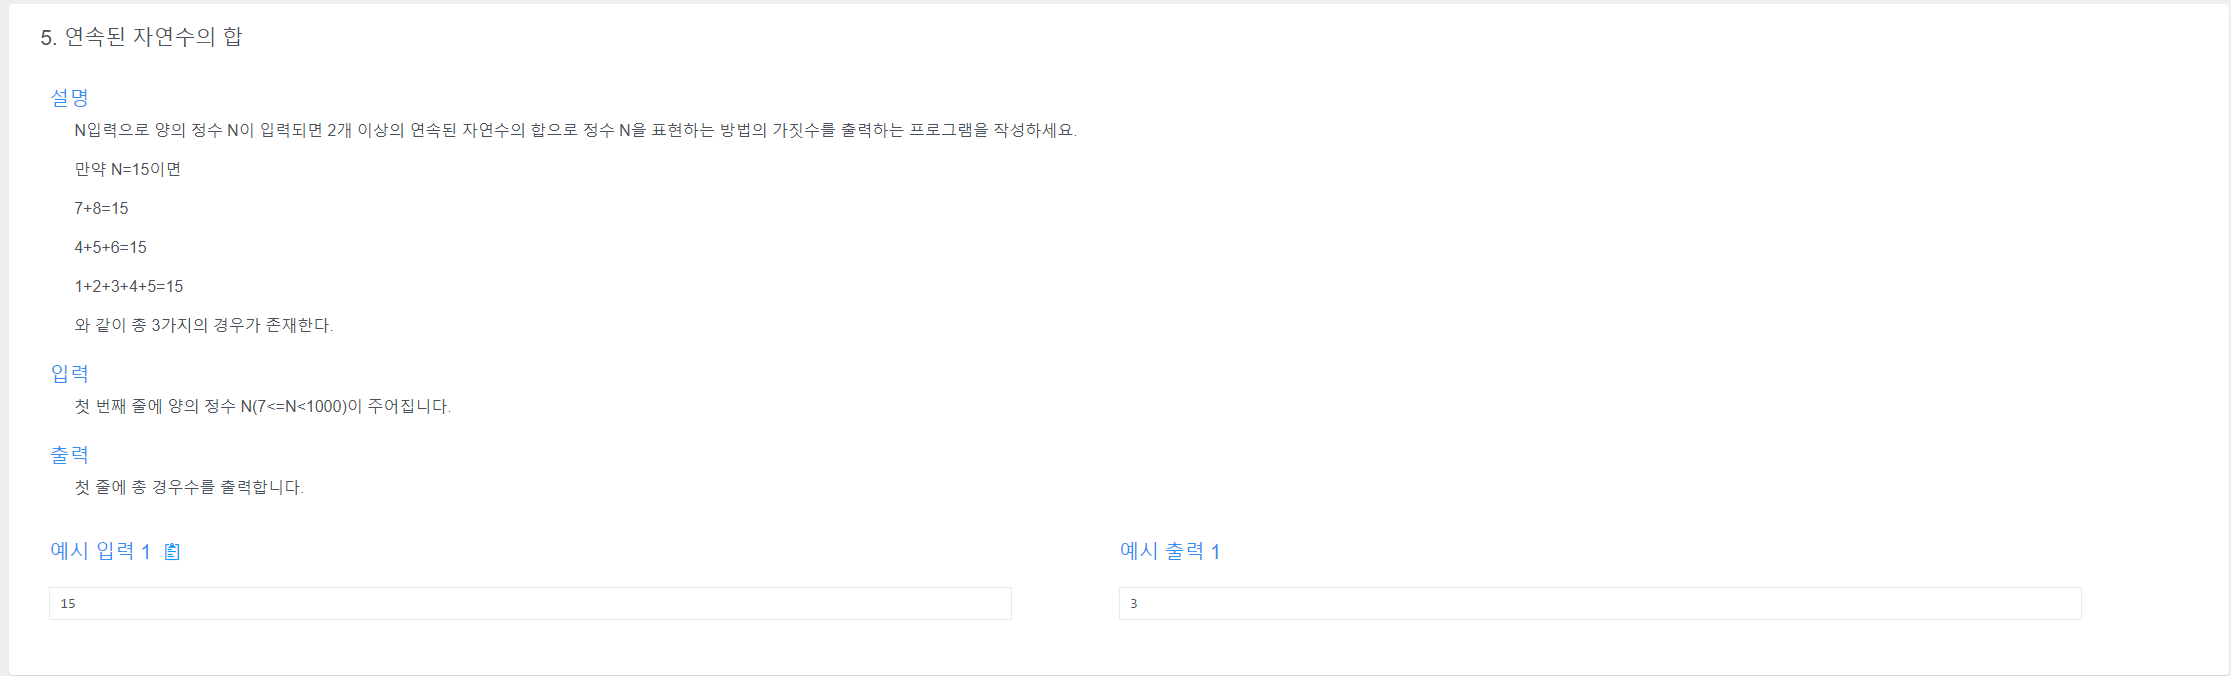 5. 연속된 자연수의 합
설명
N입력으로 양의 정수 N이 입력되면 2개 이상의 연속된 자연수의 합으로 정수 N을 표현하는 방법의 가짓수를 출력하는 프로그램을 작성하세요.
만약 N=15이면
7+8=15
4+5+6=15
1+2+3+4+5=15
와 같이 총 3가지의 경우가 존재한다.
입력
첫 번째 줄에 양의 정수 N(7<=N<1000)이 주어집니다.
출력
첫 줄에 총 경우수를 출력합니다.
예시 입력 1
15
예시 출력 1
3